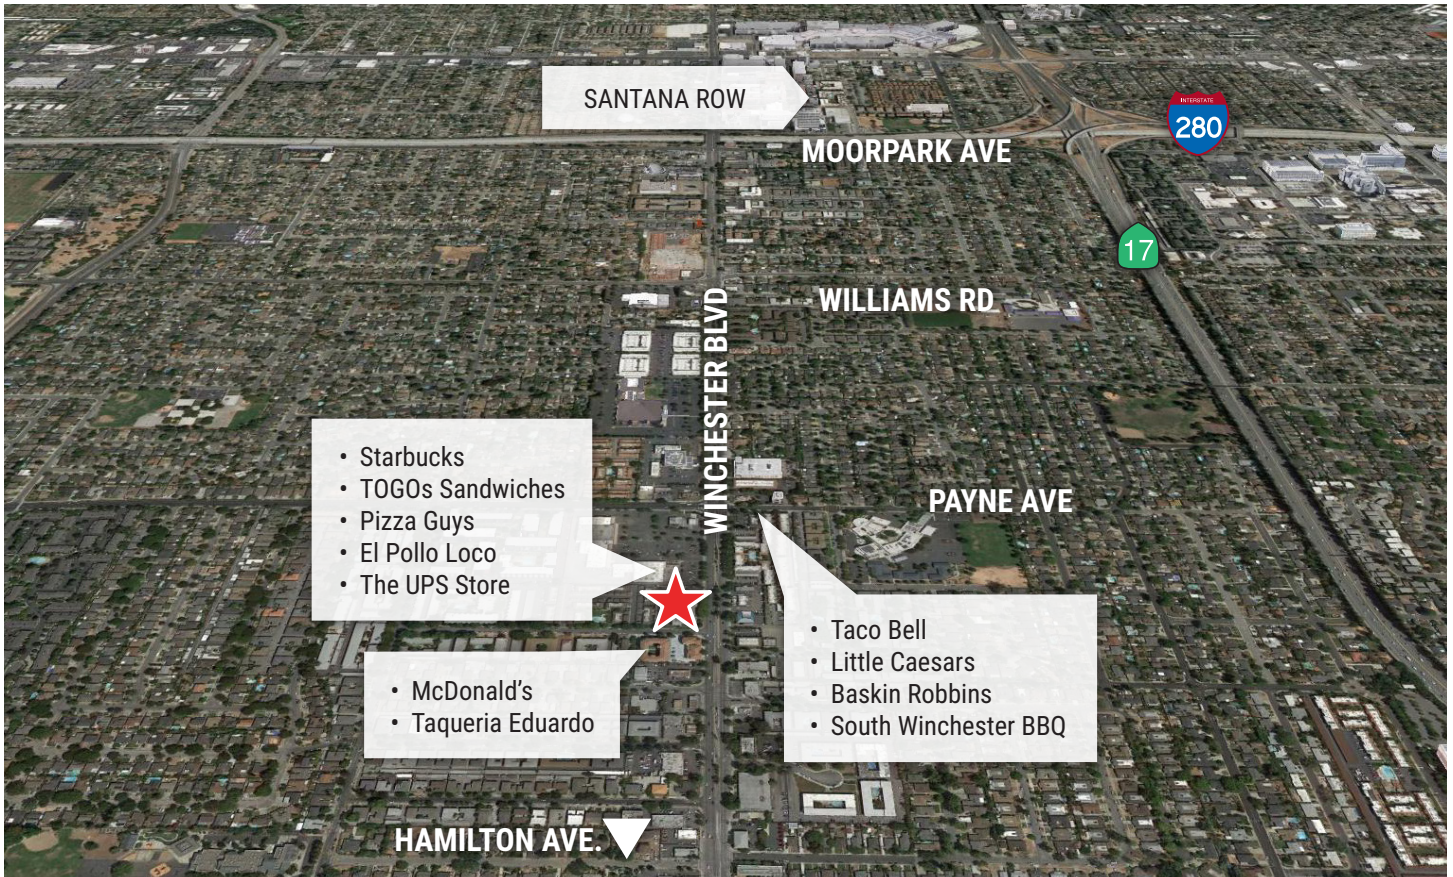 SANTANA ROW
INTERSTATE
280
MOORPARK AVE
17
WILLIAMS RD
WINCHESTER BLVD
• Starbucks
• TOGOs Sandwiches
• Pizza Guys
• El Pollo Loco
• The UPS Store
PAYNE AVE
• Taco Bell
• Little Caesars
• Baskin Robbins
• South Winchester BBQ
• McDonald’s
• Taqueria Eduardo
HAMILTON AVE.